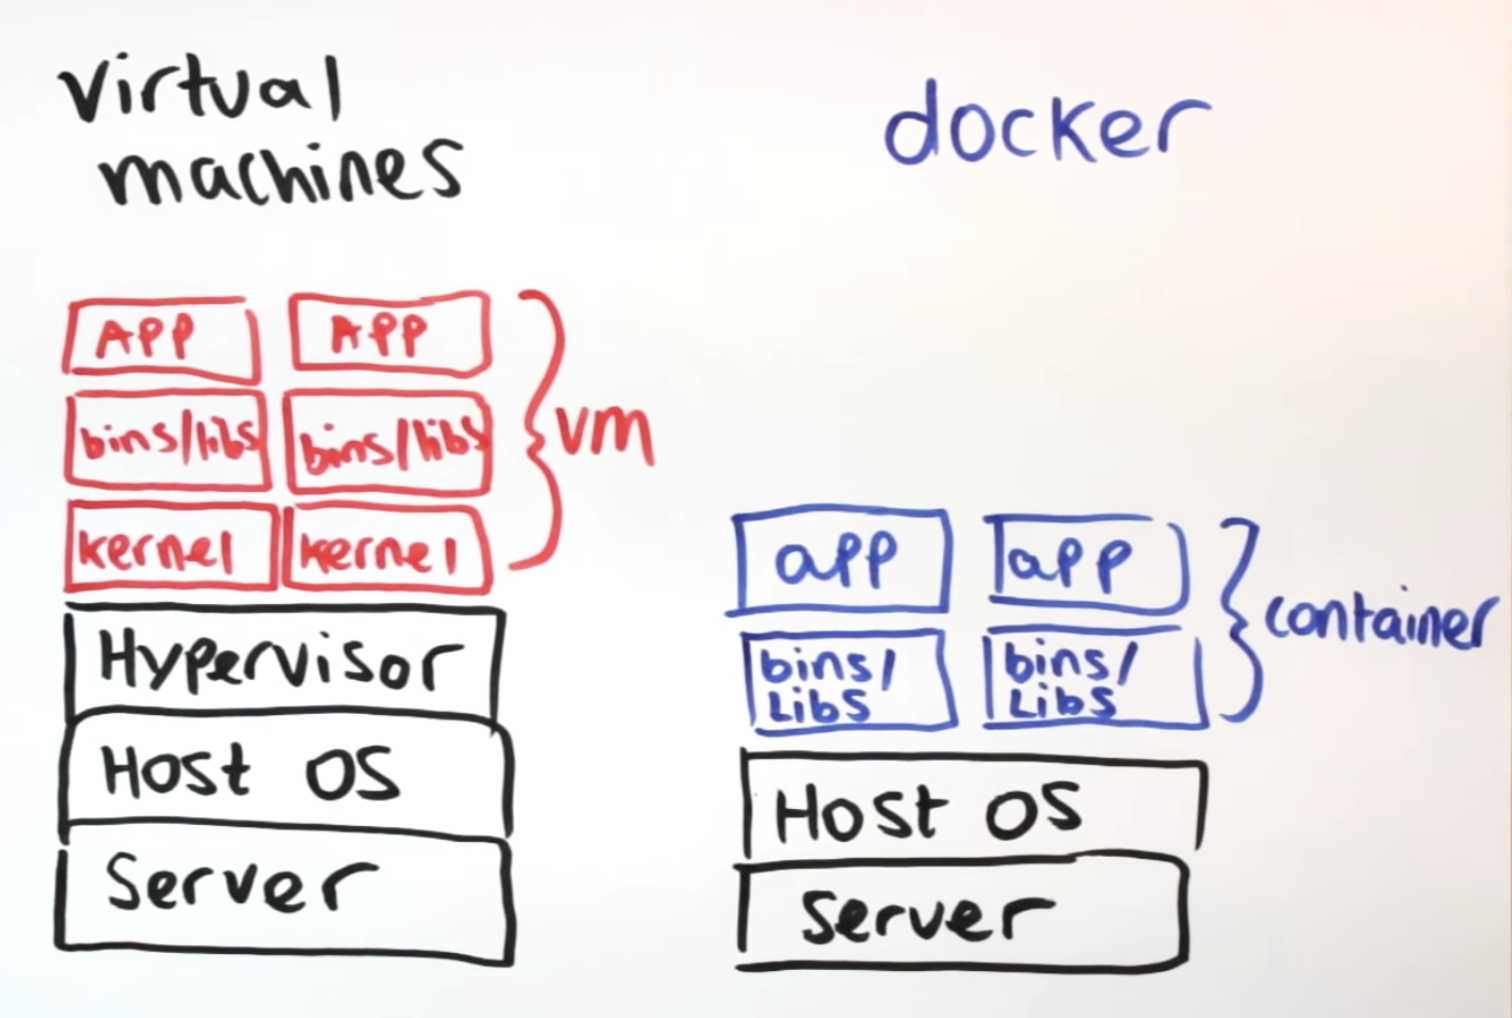 virtual
machines
docker
APP APP
bins/libs bins/libs
kernel kernel
vm
Hypervisor
Host OS
Server
app app
bins/ bins/
Libs Libs
container
Host OS
Server